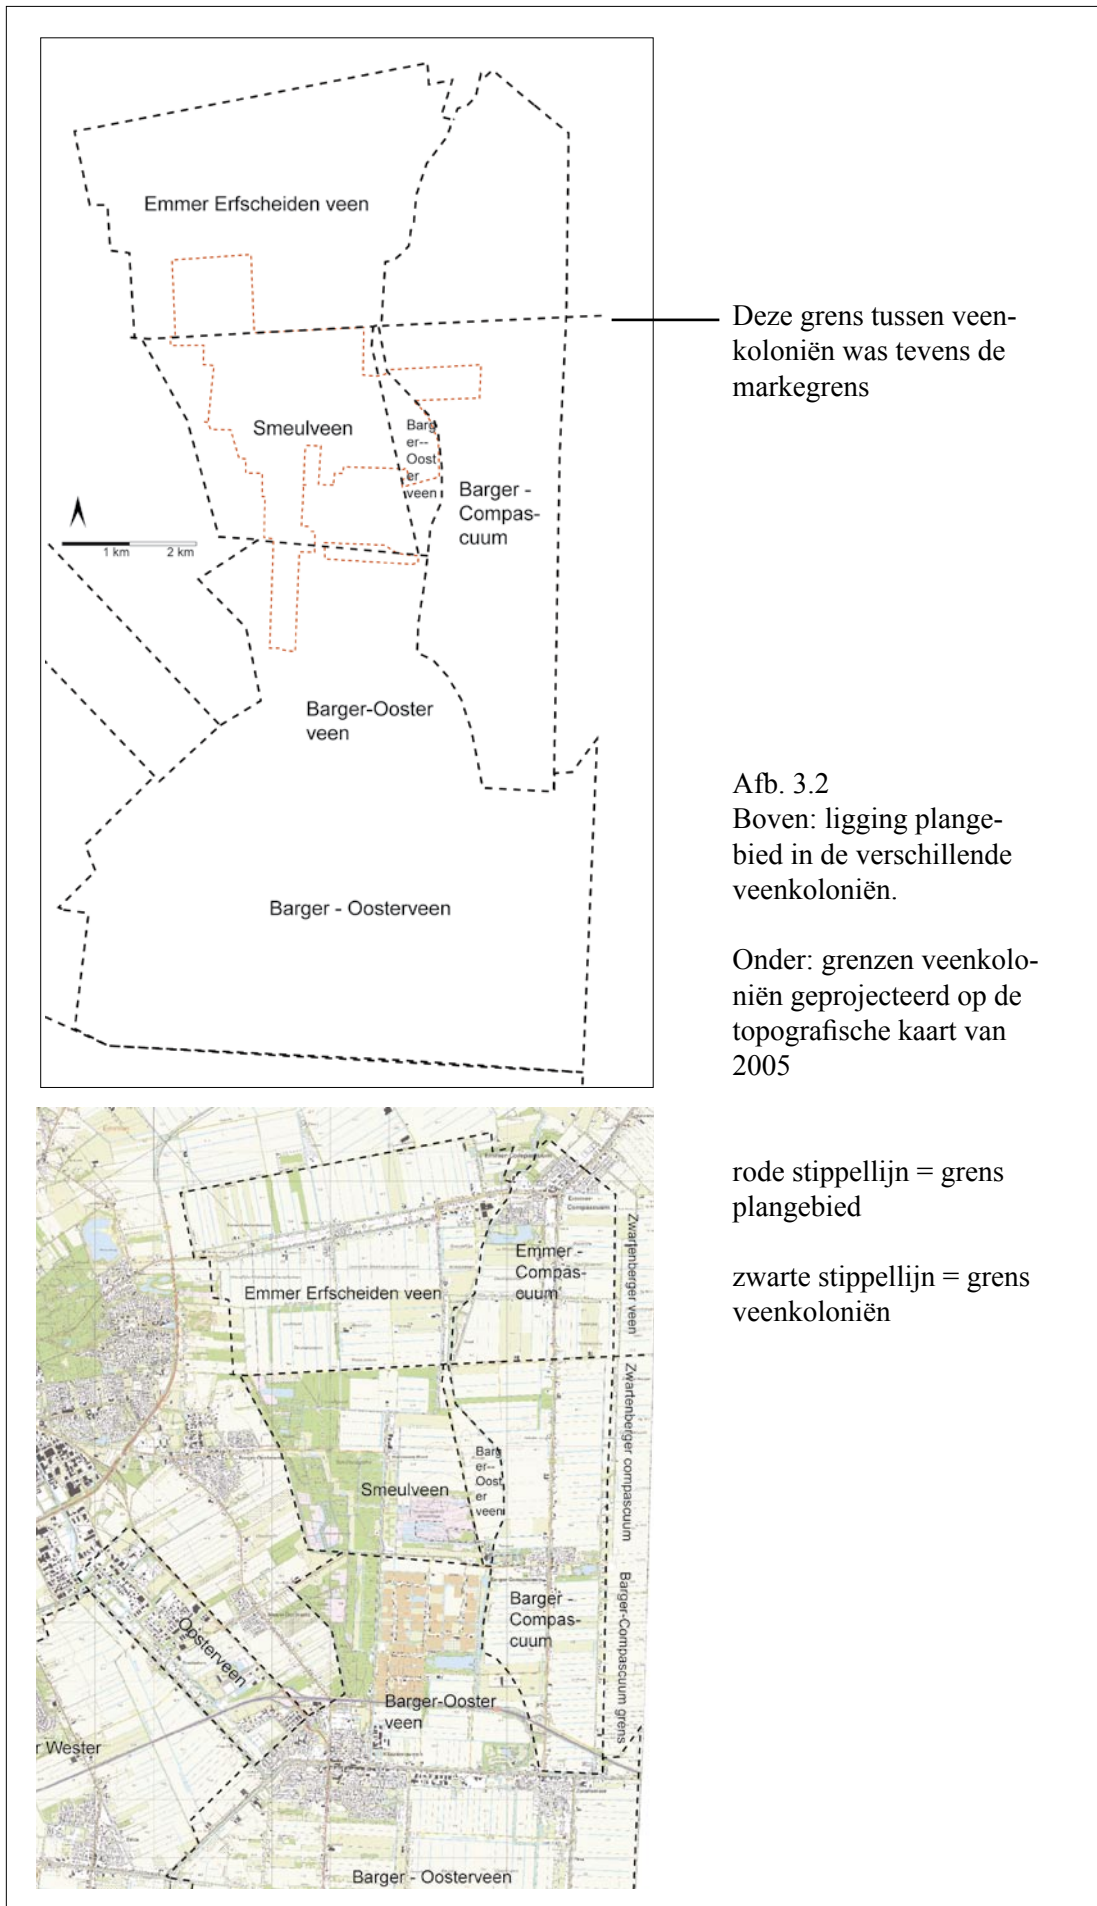 Emmer Erfscheiden veen
Deze grens tussen veen-
koloniën was tevens de
markegrens
Smeulveen
Barg
er--
Oost
er
veen
Barger -
Compas-
cuum
1 km 2 km
Barger-Ooster
veen
Barger - Oosterveen
Afb. 3.2
Boven: ligging plange-
bied in de verschillende
veenkoloniën.
Onder: grenzen veenkolo-
niën geprojecteerd op de
topografische kaart van
2005
rode stippellijn = grens
plangebied
zwarte stippellijn = grens
veenkoloniën
Emmer -
Compas-
cuum
Emmer Erfscheiden veen
Zwartenberger veen
Zwartenberger compascuum
Barger-Compascuum grens
Barg
er--
Oost
er
veen
Smeulveen
Barger -
Compas-
cuum
Oosterveen
Barger-Ooster
veen
r Wester
Barger - Oosterveen